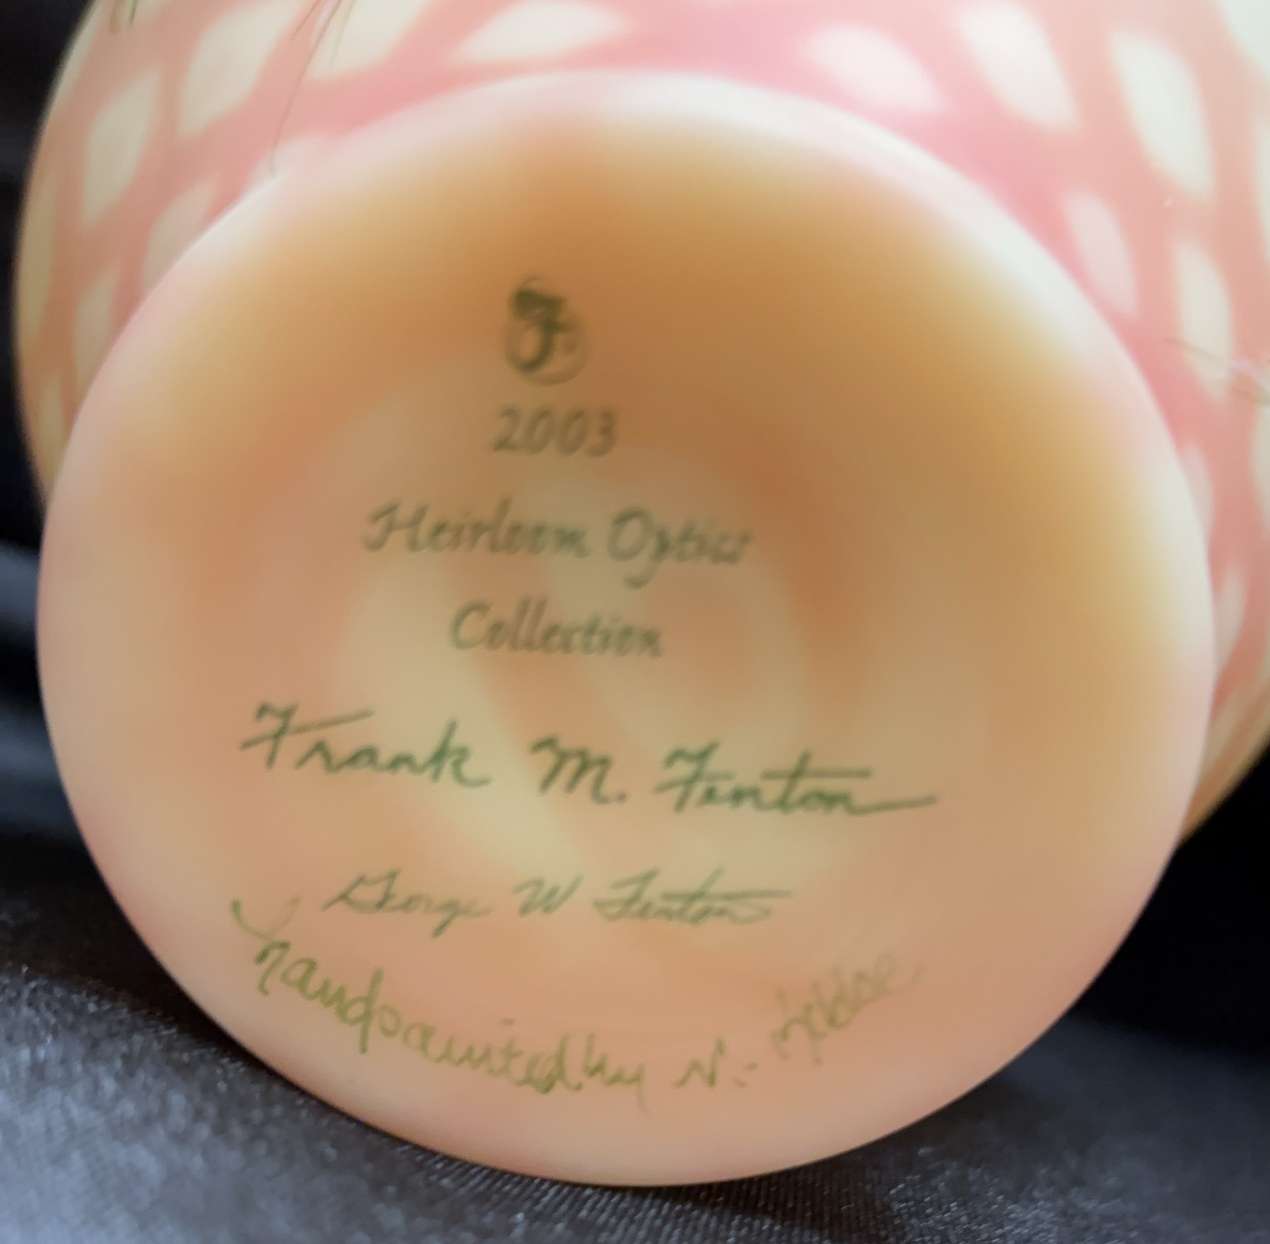 F
2003
Heirloom Optics
Collection
Frank M. Fenton
George W Fenton
handpainted by N.